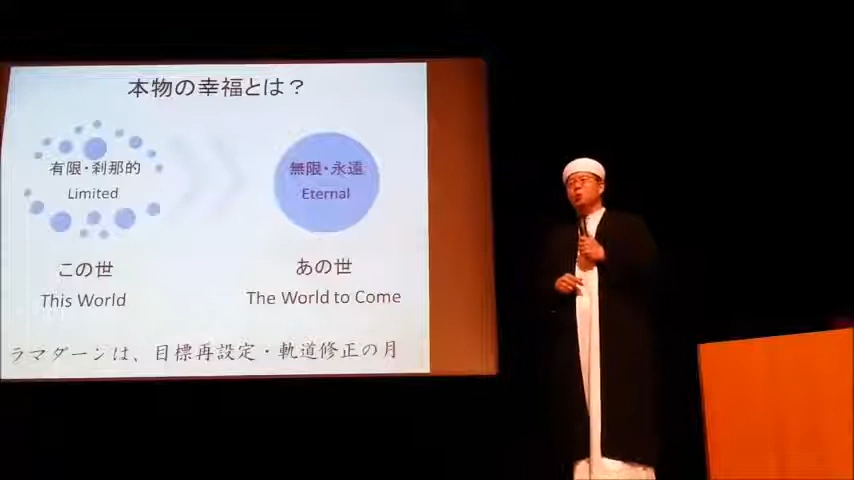 本物の幸福とは？
有限・刹那的
Limited
無限・永遠
Eternal
この世
This World
あの世
The World to Come
ラマダーンは、目標再設定・軌道修正の月